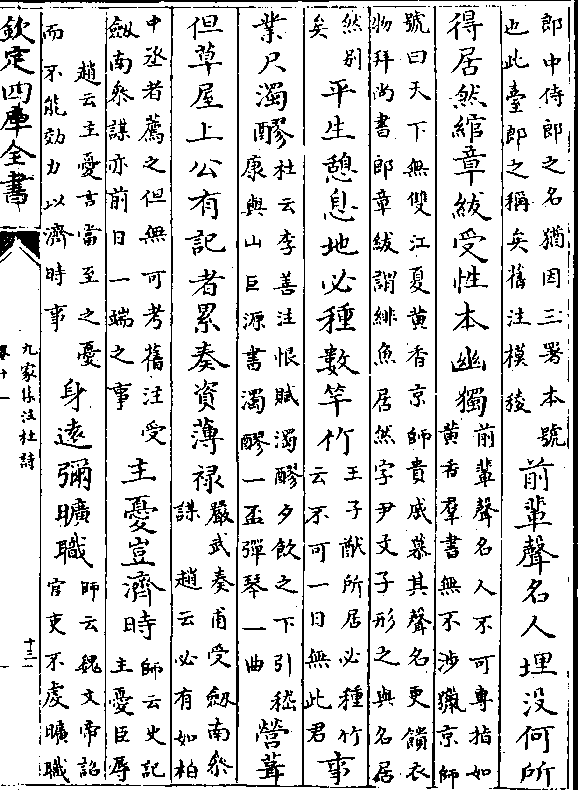 郎中侍郎之名猶因三署本號
也此臺郎之稱矣舊注模稜
前輩聲名人埋没何所
得居然綰章紱受性本幽獨
前輩聲名人不可專指如
黄香羣書無不涉獵京師
號曰天下無雙江夏黄香京師貴戚慕其聲名更饋衣
物拜尚書郎章紱謂緋魚居然字尹文子形之與名居
然别
矣
平生憩息地必種數竿竹
王子猷所居必種竹
云不可一日無此君
事
業尺濁醪
杜云李善注恨賦濁醪夕飲之下引嵇
康與山巨源書濁醪一盃彈琴一曲
營葺
但草屋上公有記者累奏資薄禄
嚴武奏甫受劔南叅
謀 趙云必有如柏
中丞者薦之但無可考舊注受
劔南叅謀亦前日一端之事
主憂豈濟時
師云史記
主憂臣辱
趙云主憂言當至之憂
而不能効力以濟時事
身遠彌曠職
師云魏文帝詔
官吏不虔曠職
欽定四庫全書
九家集注杜詩
卷十一
十三